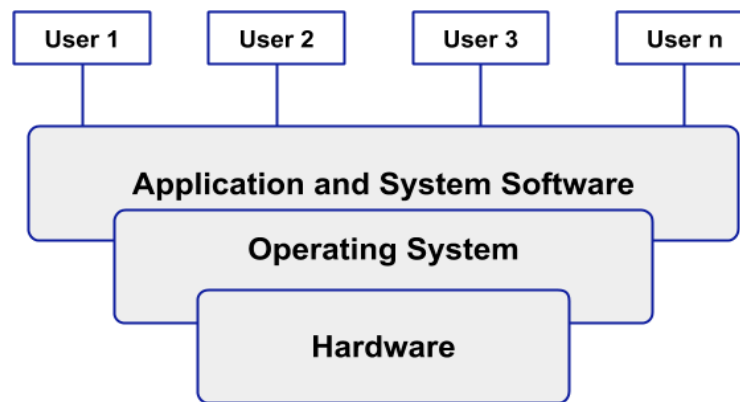 User 1
User 2
User 3
User n
Application and System Software
Operating System
Hardware